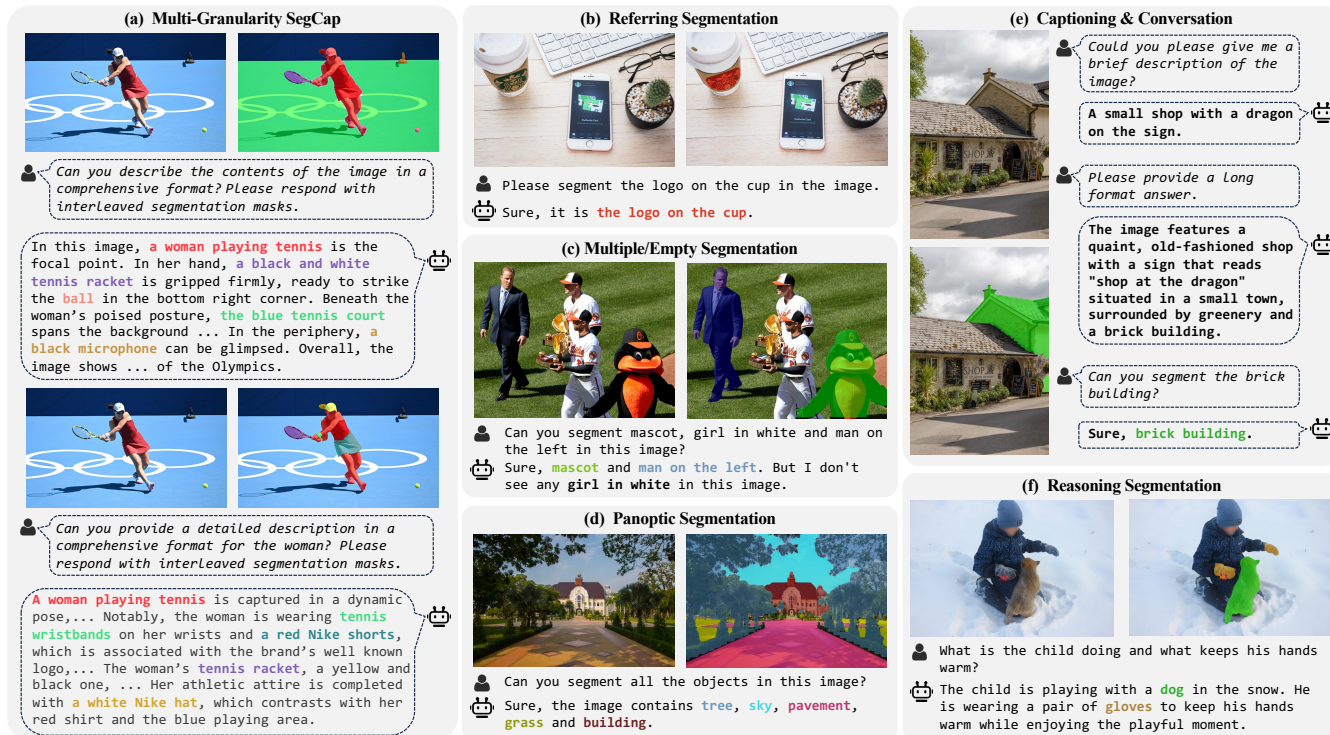 (a) Multi-Granularity SegCap
Can you describe the contents of the image in a
comprehensive format? Please respond with
interleaved segmentation masks.
In this image, a woman playing tennis is the
focal point. In her hand, a black and white
tennis racket is gripped firmly, ready to strike
the ball in the bottom right corner. Beneath the
woman's poised posture, the blue tennis court
spans the background ... In the periphery, a
black microphone can be glimpsed. Overall, the
image shows ... of the Olympics.
Can you provide a detailed description in a
comprehensive format for the woman? Please
respond with interleaved segmentation masks.
A woman playing tennis is captured in a dynamic
pose,... Notably, the woman is wearing tennis
wristbands on her wrists and a red Nike shorts,
which is associated with the brand's well known
logo,... The woman's tennis racket, a yellow and
black one, ... Her athletic attire is completed
with a white Nike hat, which contrasts with her
red shirt and the blue playing area.
(b) Referring Segmentation
Please segment the logo on the cup in the image.
Sure, it is the logo on the cup.
(c) Multiple/Empty Segmentation
Can you segment mascot, girl in white and man on
the left in this image?
Sure, mascot and man on the left. But I don't
see any girl in white in this image.
(d) Panoptic Segmentation
Can you segment all the objects in this image?
Sure, the image contains tree, sky, pavement,
grass and building.
(e) Captioning & Conversation
SHOP
SHOP
Could you please give me a
brief description of the
image?
A small shop with a dragon
on the sign.
Please provide a long
format answer.
The image features a
quaint, old-fashioned shop
with a sign that reads
"shop at the dragon"
situated in a small town,
surrounded by greenery and
a brick building.
Can you segment the brick
building?
Sure, brick building.
(f) Reasoning Segmentation
What is the child doing and what keeps his hands
warm?
The child is playing with a dog in the snow. He
is wearing a pair of gloves to keep his hands
warm while enjoying the playful moment.